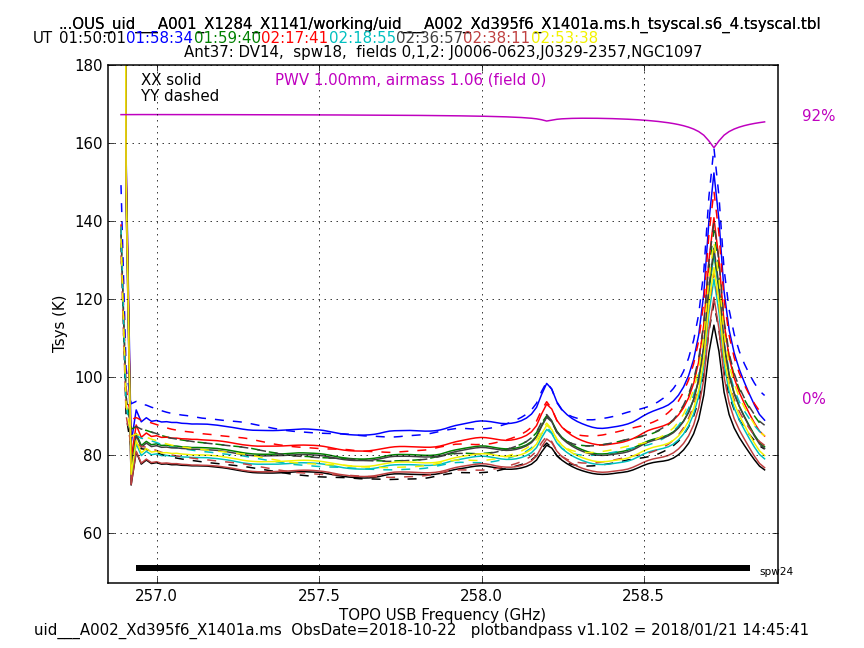 ...OUS_uid___A001_X1284_X1141/working/uid___A002_Xd395f6_X1401a.ms.h_tsyscal.s6_4.tsyscal.tbl
UT 01:50:01 01:58:34 01:59:40 02:17:41 02:18:55 02:36:57 02:38:11 02:53:38
Ant37: DV14, spw18, fields 0,1,2: J0006-0623,J0329-2357,NGC1097
XX solid
YY dashed
PWV 1.00mm, airmass 1.06 (field 0)
92%
0%
180
160
140
120
100
80
60
Tsys (K)
spw24
257.0 257.5 258.0 258.5
TOPO USB Frequency (GHz)
uid___A002_Xd395f6_X1401a.ms ObsDate=2018-10-22 plotbandpass v1.102 = 2018/01/21 14:45:41